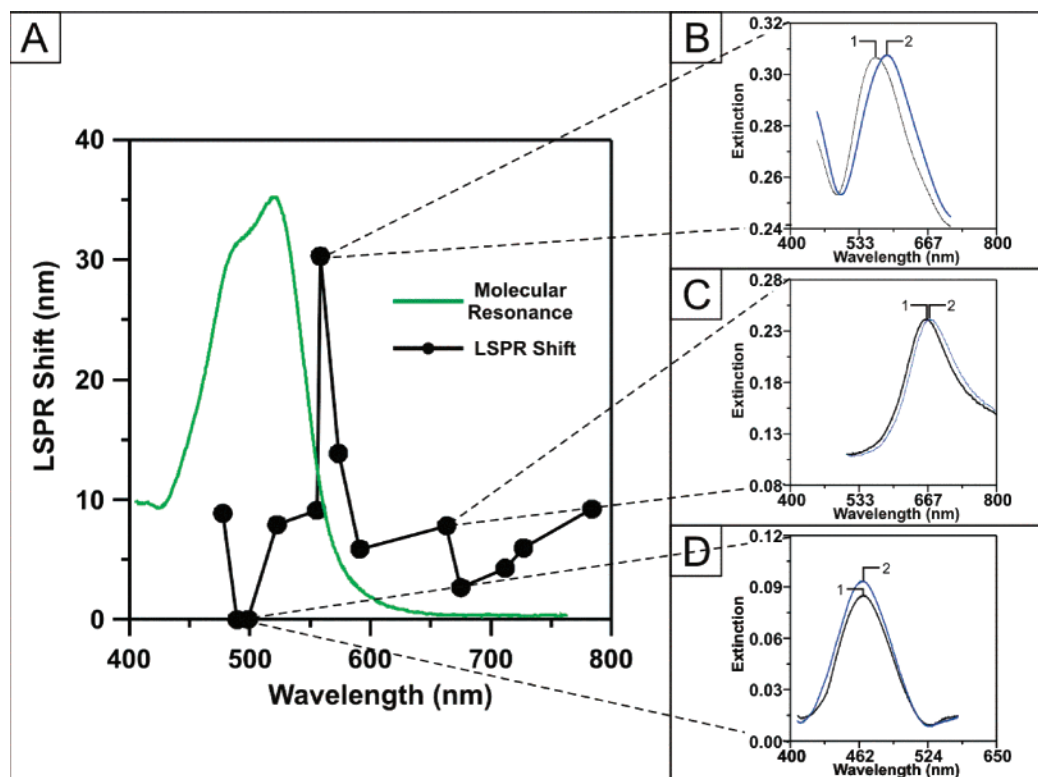 A
40
30
20
10
0
400 500 600 700 800
LSPR Shift (nm)
Wavelength (nm)
Molecular
Resonance
LSPR Shift
B
0.32
0.30
0.28
0.26
0.24
400 533 667 800
Extinction
Wavelength (nm)
1 2
C
0.28
0.23
0.18
0.13
0.08
400 533 667 800
Extinction
Wavelength (nm)
1 2
D
0.12
0.09
0.06
0.03
0.00
400 462 524 650
Extinction
Wavelength (nm)
1 2